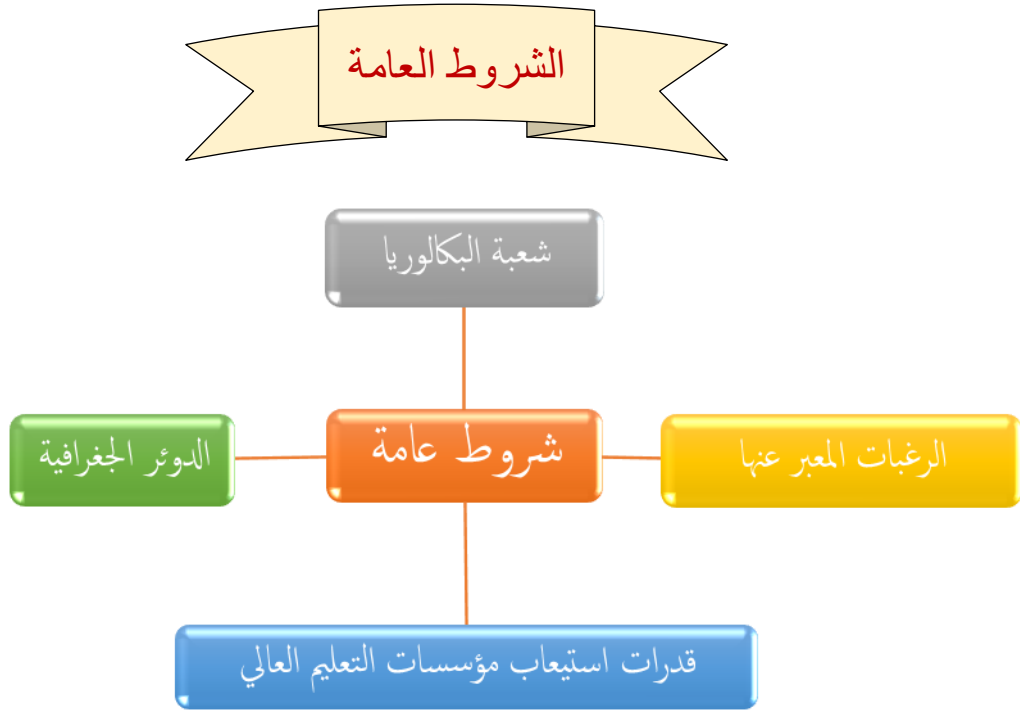 الشروط العامة
شعبة البكالوريا
الرغبات المعبر عنها
شروط عامة
الدوئر الجغرافية
قدرات استيعاب مؤسسات التعليم العالي